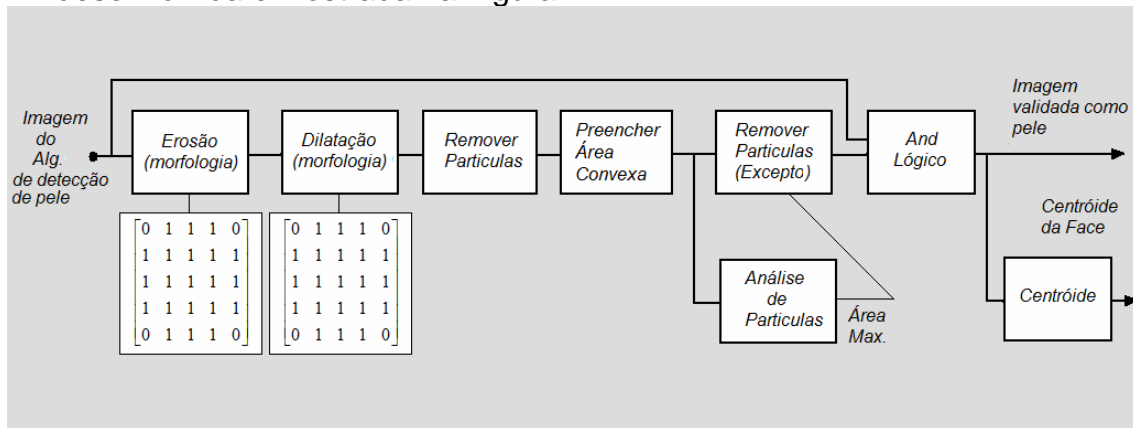 Imagem
do
Alg.
de detecção
de pele
Erosão
(morfologia)
Dilatação
(morfologia)
Remover
Particulas
Preencher
Área
Convexa
Remover
Particulas
(Excepto)
And
Lógico
Imagem
validada como
pele
0 1 1 1 0
1 1 1 1 1
1 1 1 1 1
1 1 1 1 1
0 1 1 1 0
0 1 1 1 0
1 1 1 1 1
1 1 1 1 1
1 1 1 1 1
0 1 1 1 0
Análise
de
Particulas
Área
Max.
Centróide
da Face
Centróide